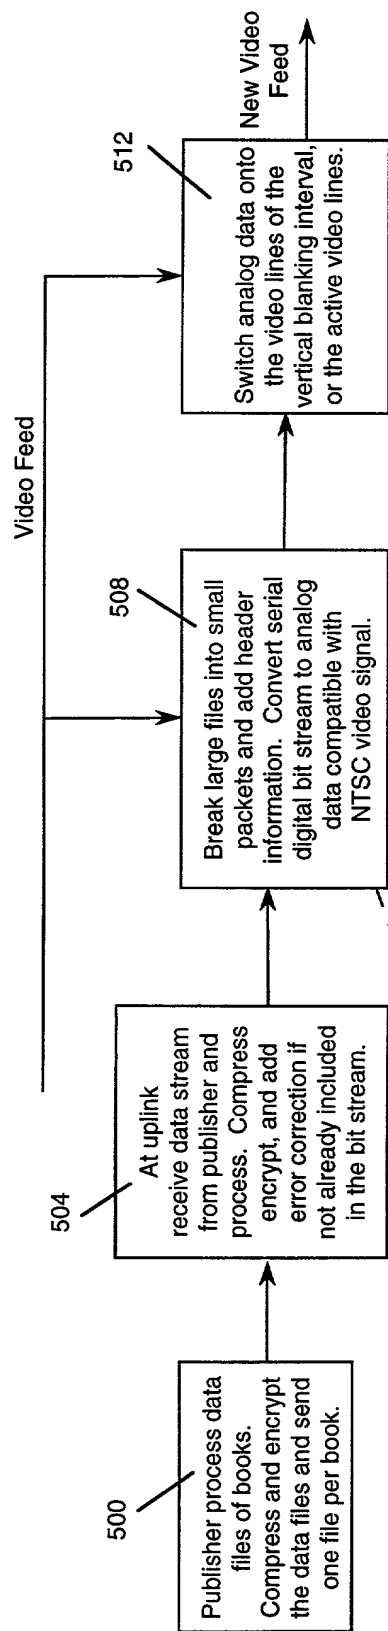 500
Publisher process data
files of books.
Compress and encrypt
the data files and send
one file per book.
504
At uplink
receive data stream
from publisher and
process. Compress
encrypt, and add
error correction if
not already included
in the bit stream.
Video Feed
508
Break large files into small
packets and add header
information. Convert serial
digital bit stream to analog
data compatible with
NTSC video signal.
512
Switch analog data onto
the video lines of the
vertical blanking interval,
or the active video lines.
New Video
Feed